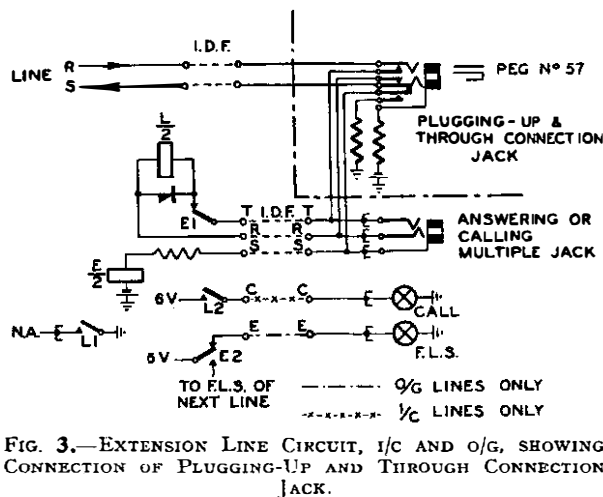 I.D.F.
LINE R
S
PEG Nº 57
PLUGGING-UP &
THROUGH CONNECTION
JACK
L
2
E1
T I.D.F. T
R R
S S
ANSWERING OR
CALLING
MULTIPLE JACK
E
2
6V L2 C C
CALL
N.A. L1
E E
F.L.S.
6V E2
TO F.L.S. OF
NEXT LINE
O/G LINES ONLY
I/C LINES ONLY
FIG. 3.—EXTENSION LINE CIRCUIT, I/C AND O/G, SHOWING
CONNECTION OF PLUGGING-UP AND THROUGH CONNECTION
JACK.